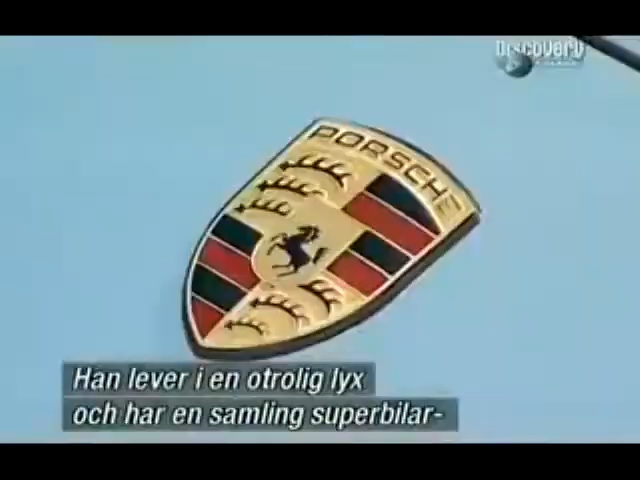 Discovery
PORSCHE
Han lever i en otrolig lyx
och har en samling superbilar-